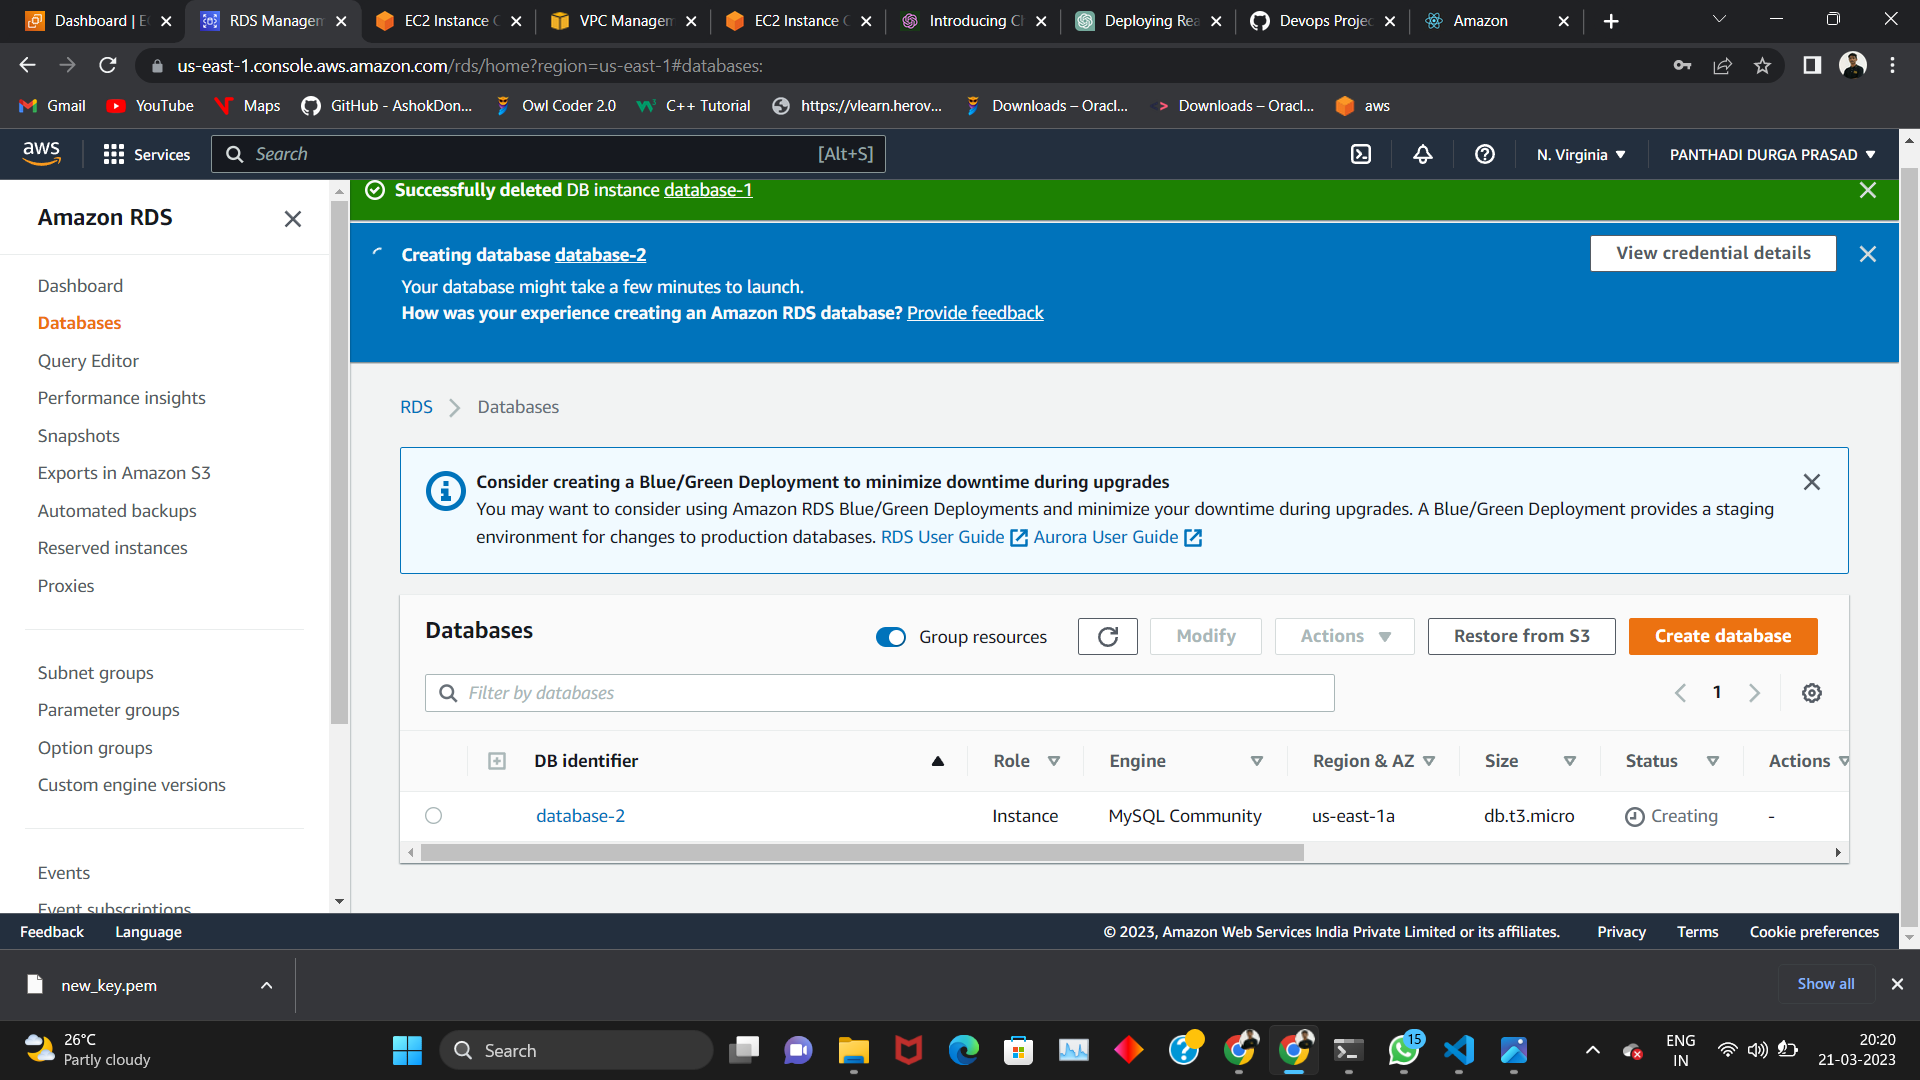 Dashboard | E
RDS Managem
EC2 Instance C
VPC Managem
EC2 Instance C
Introducing Ch
Deploying Rea
Devops Projec
Amazon
us-east-1.console.aws.amazon.com/rds/home?region=us-east-1#databases:
Gmail
YouTube
Maps
GitHub - AshokDon...
Owl Coder 2.0
C++ Tutorial
https://vlearn.herov...
Downloads – Oracl...
Downloads – Oracl...
aws
aws
Services
Search
[Alt+S]
N. Virginia
PANTHADI DURGA PRASAD
Amazon RDS
Dashboard
Databases
Query Editor
Performance insights
Snapshots
Exports in Amazon S3
Automated backups
Reserved instances
Proxies
Subnet groups
Parameter groups
Option groups
Custom engine versions
Events
Event subscriptions
Successfully deleted DB instance database-1
Creating database database-2
View credential details
Your database might take a few minutes to launch.
How was your experience creating an Amazon RDS database? Provide feedback
RDS
Databases
Consider creating a Blue/Green Deployment to minimize downtime during upgrades
You may want to consider using Amazon RDS Blue/Green Deployments and minimize your downtime during upgrades. A Blue/Green Deployment provides a staging
environment for changes to production databases. RDS User Guide Aurora User Guide
Databases
Group resources
Modify
Actions
Restore from S3
Create database
Filter by databases
1
DB identifier
Role
Engine
Region & AZ
Size
Status
Actions
database-2
Instance
MySQL Community
us-east-1a
db.t3.micro
Creating
-
Feedback
Language
© 2023, Amazon Web Services India Private Limited or its affiliates.
Privacy
Terms
Cookie preferences
new_key.pem
Show all
26°C
Partly cloudy
Search
15
ENG
IN
20:20
21-03-2023